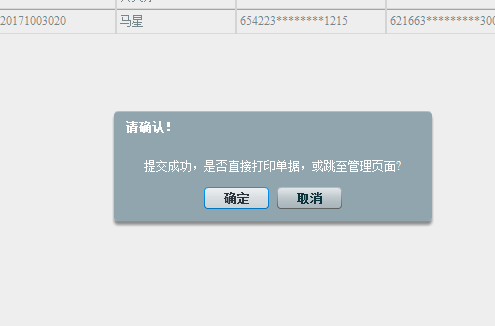 20171003020 马星 654223********1215 621663*********300
请确认!
提交成功，是否直接打印单据，或跳至管理页面?
确定 取消